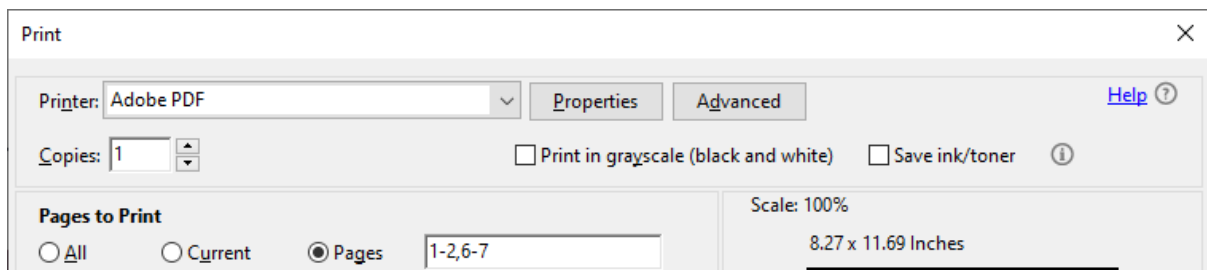 Print
Printer: Adobe PDF Properties Advanced Help
Copies: 1 Print in grayscale (black and white) Save ink/toner
Pages to Print
All Current Pages 1-2,6-7
Scale: 100%
8.27 x 11.69 Inches